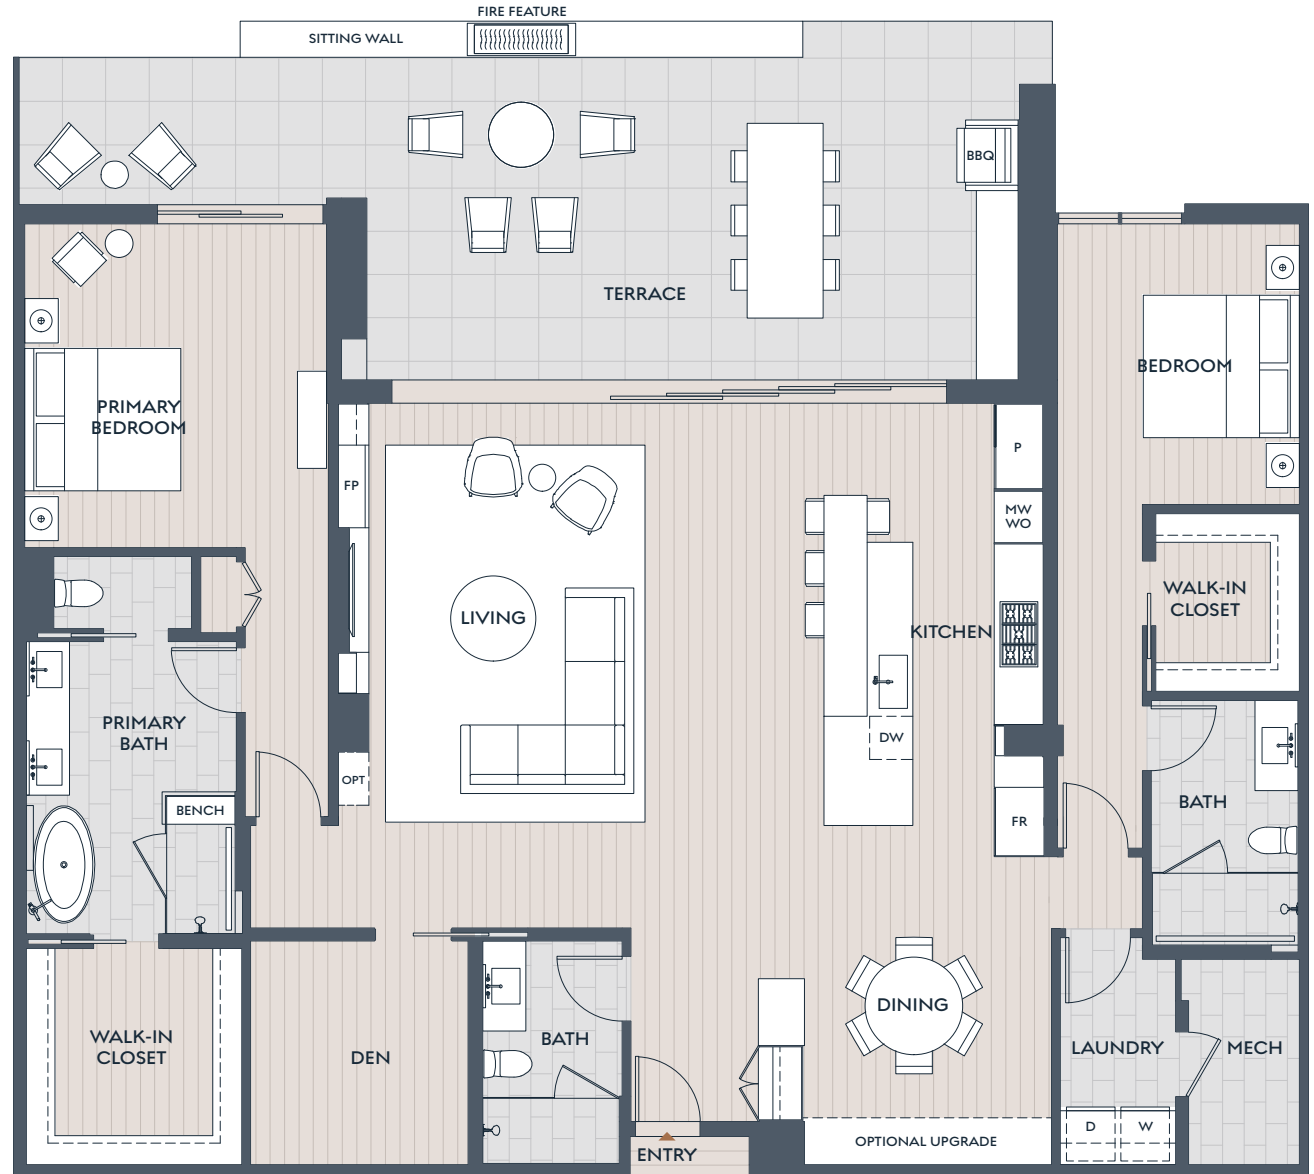 FIRE FEATURE
SITTING WALL
BBQ
TERRACE
BEDROOM
PRIMARY
BEDROOM
P
FP
MW
WO
WALK-IN
CLOSET
LIVING
KITCHEN
PRIMARY
BATH
DW
OPT
BENCH
BATH
FR
DINING
WALK-IN
CLOSET
DEN
BATH
LAUNDRY
MECH
D
W
OPTIONAL UPGRADE
ENTRY